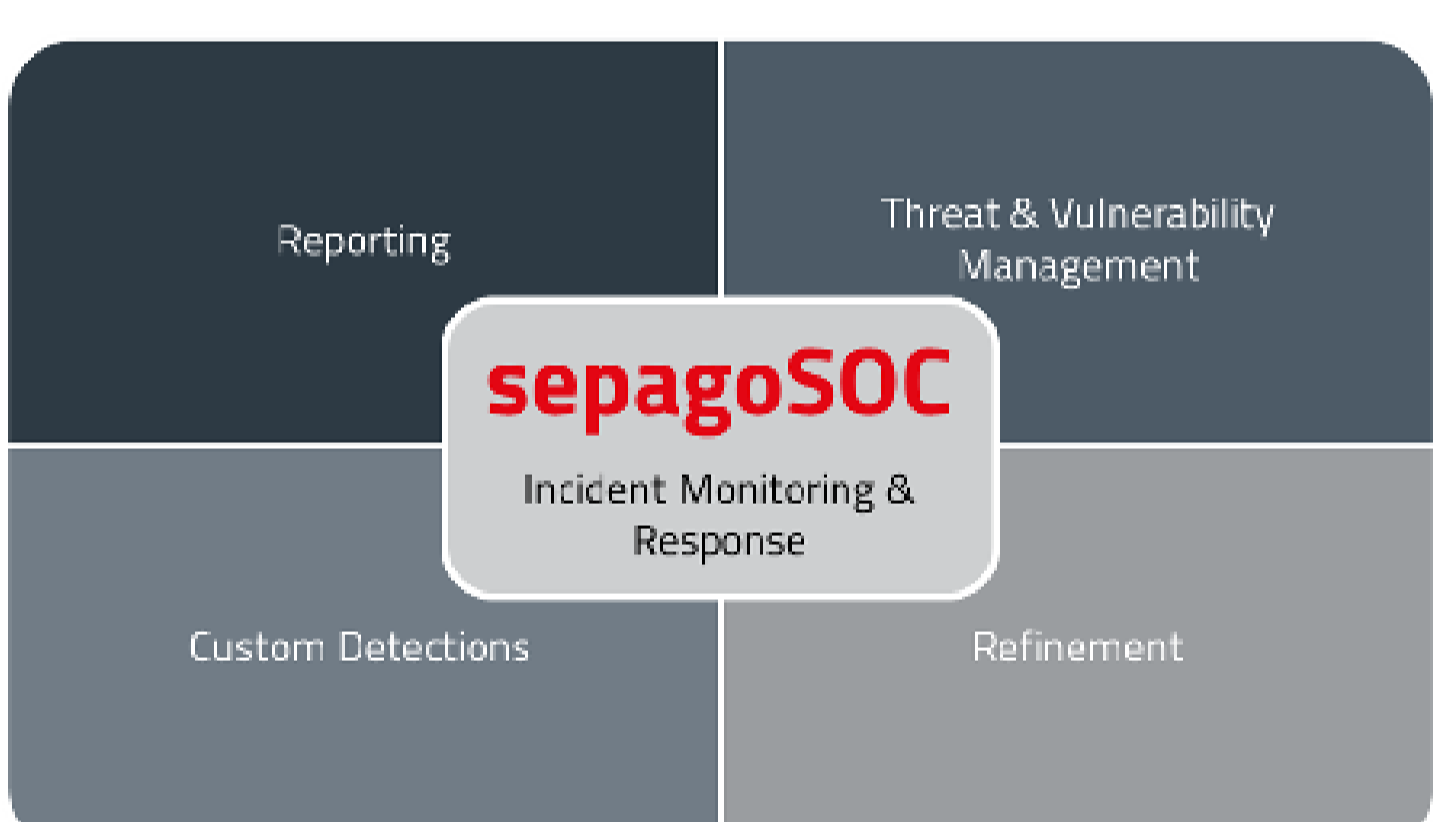 Reporting
Threat & Vulnerability
Management
sepagoSOC
Incident Monitoring &
Response
Custom Detections
Refinement